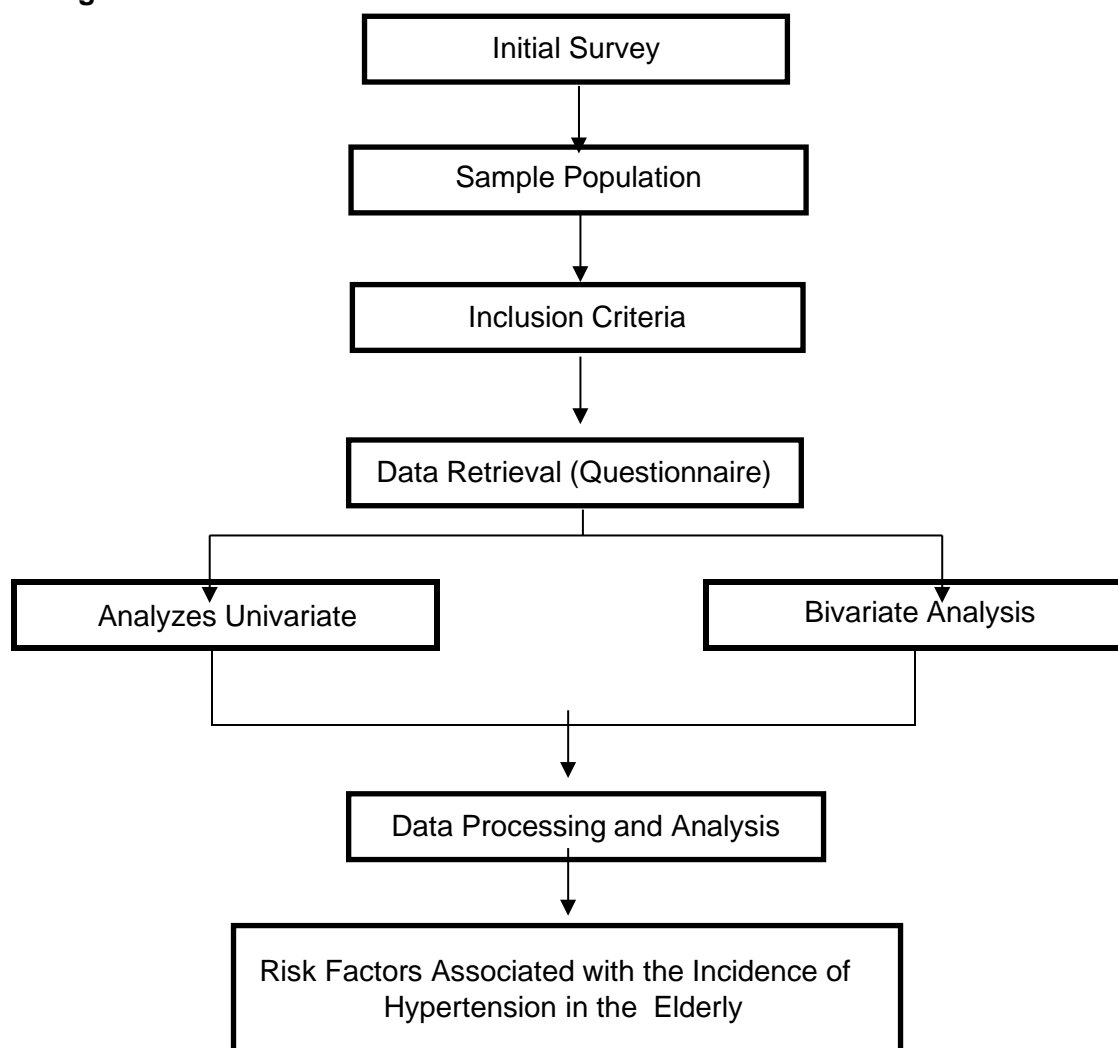 Initial Survey
Sample Population
Inclusion Criteria
Data Retrieval (Questionnaire)
Analyzes Univariate
Bivariate Analysis
Data Processing and Analysis
Risk Factors Associated with the Incidence of
Hypertension in the Elderly